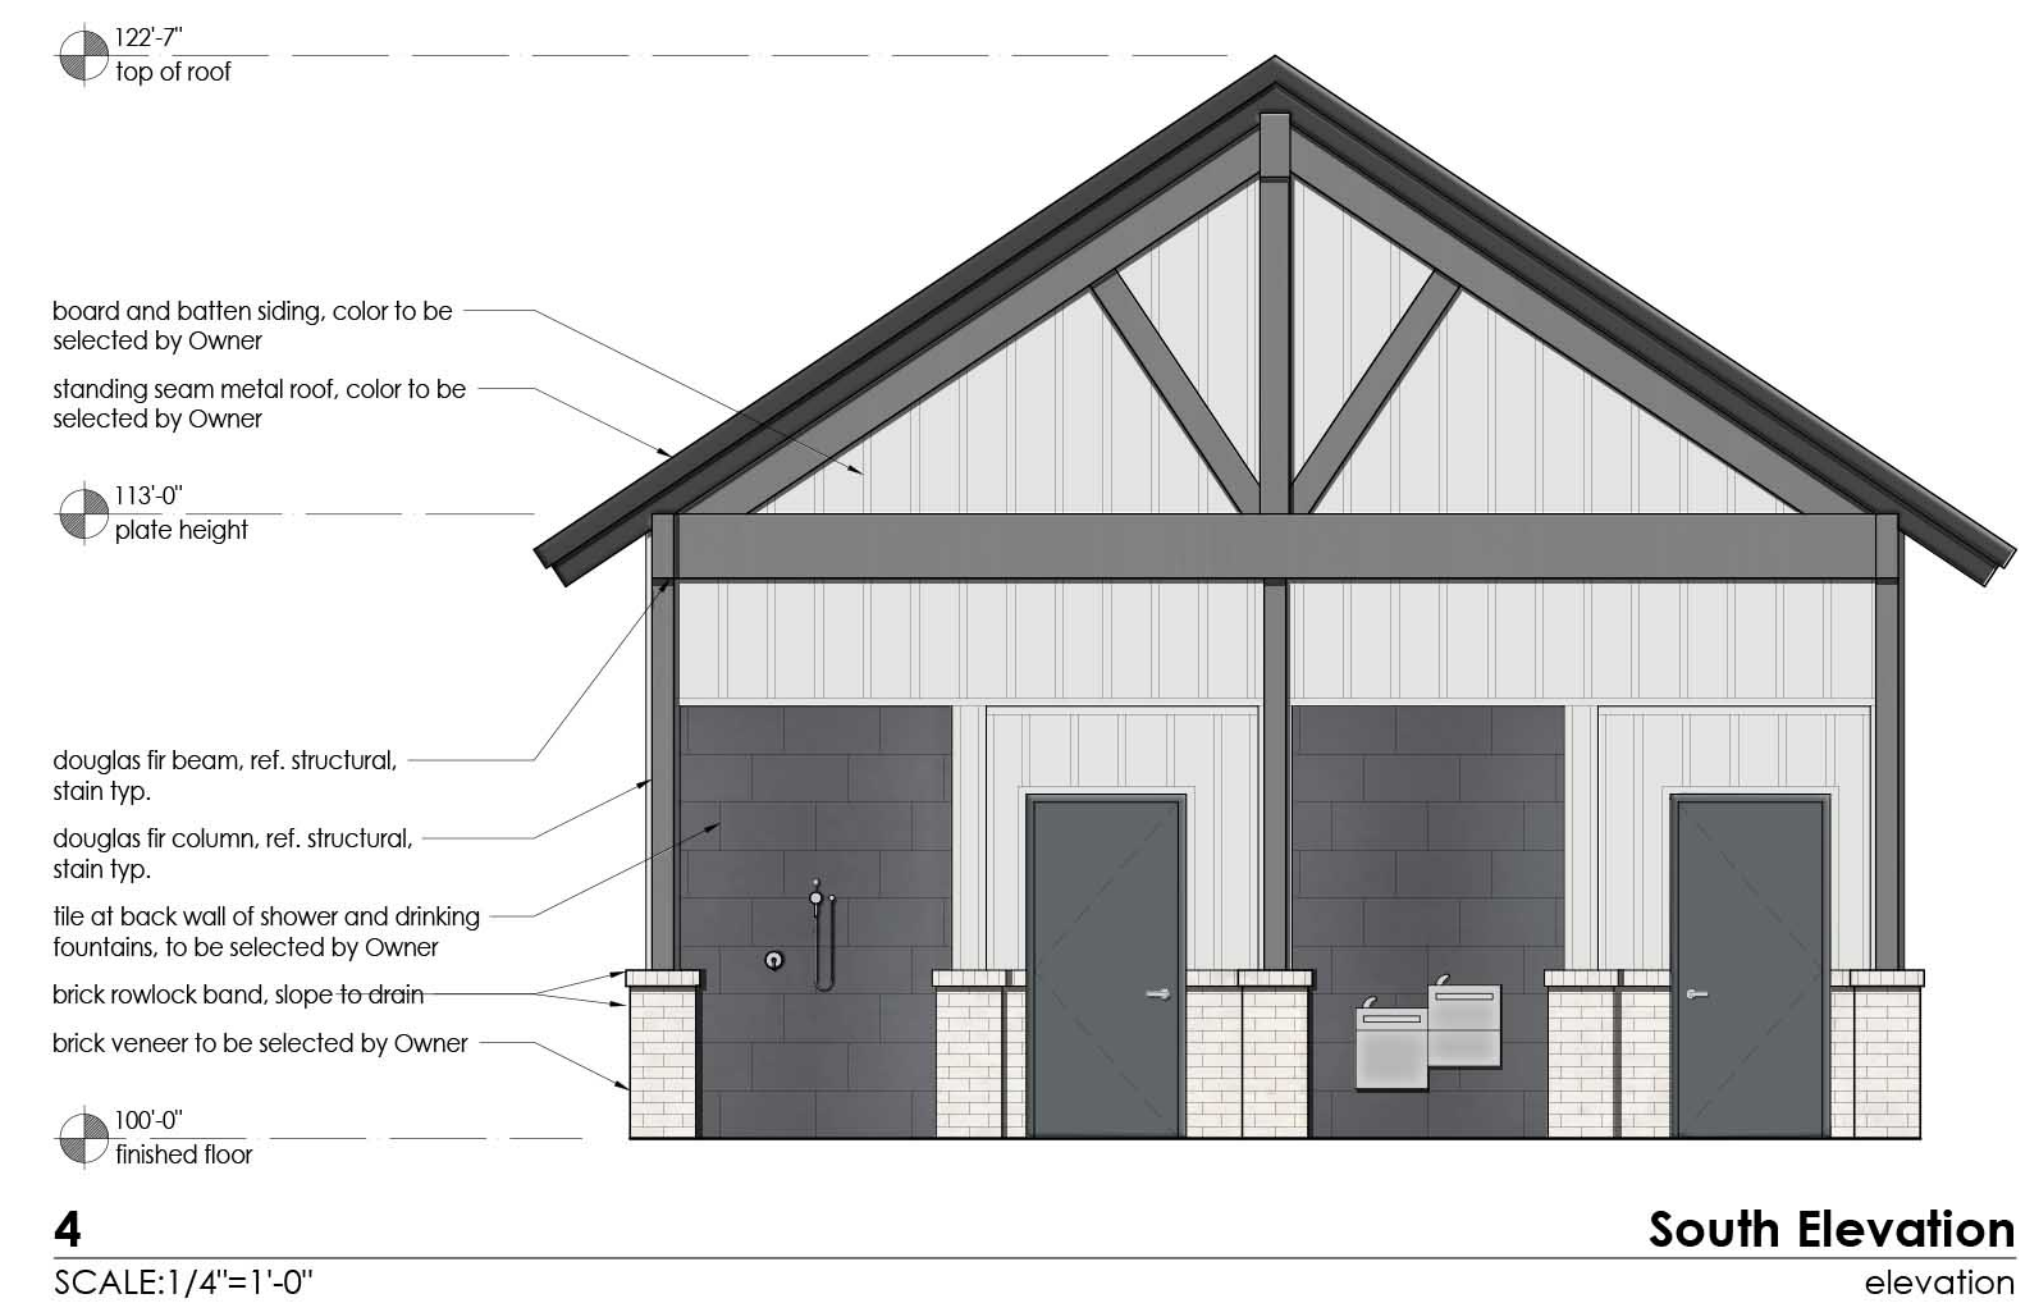 122'-7"
top of roof
board and batten siding, color to be
selected by Owner
standing seam metal roof, color to be
selected by Owner
113'-0"
plate height
douglas fir beam, ref. structural,
stain typ.
douglas fir column, ref. structural,
stain typ.
tile at back wall of shower and drinking
fountains, to be selected by Owner
brick rowlock band, slope to drain
brick veneer to be selected by Owner
100'-0"
finished floor
4
South Elevation
SCALE:1/4"=1'-0"
elevation